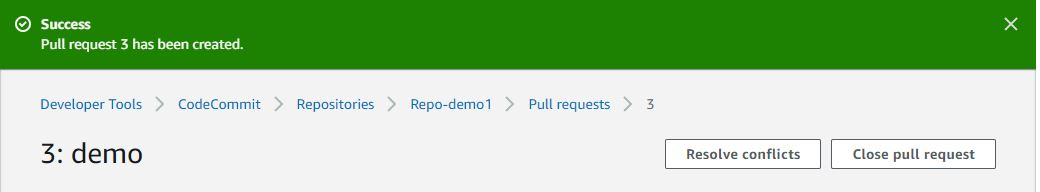 Success
Pull request 3 has been created.
Developer Tools CodeCommit Repositories Repo-demo1 Pull requests 3
3: demo Resolve conflicts Close pull request